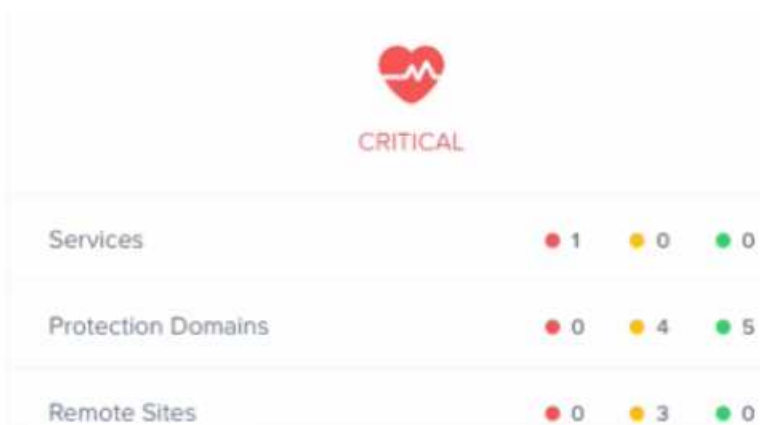 CRITICAL
Services 1 0 0
Protection Domains 0 4 5
Remote Sites 0 3 0